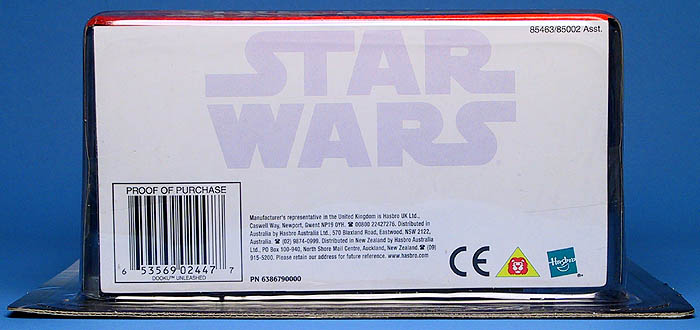 85463/85002 Asst.
STAR
WARS
PROOF OF PURCHASE
6 53569 02447 7
DOOKU™ UNLEASHED
Manufacturer's representative in the United Kingdom is Hasbro UK Ltd.,
Caswell Way, Newport, Gwent NP19 0YH. ☎ 00800 22427276. Distributed in
Australia by Hasbro Australia Ltd., 570 Blaxland Road, Eastwood, NSW 2122,
Australia. ☎ (02) 9874-0999. Distributed in New Zealand by Hasbro Australia
Ltd., PO Box 100-940, North Shore Mail Centre, Auckland, New Zealand. ☎ (09)
915-5200. Please retain our address for future reference. www.hasbro.com.
PN 6386790000
CE
Hasbro
®